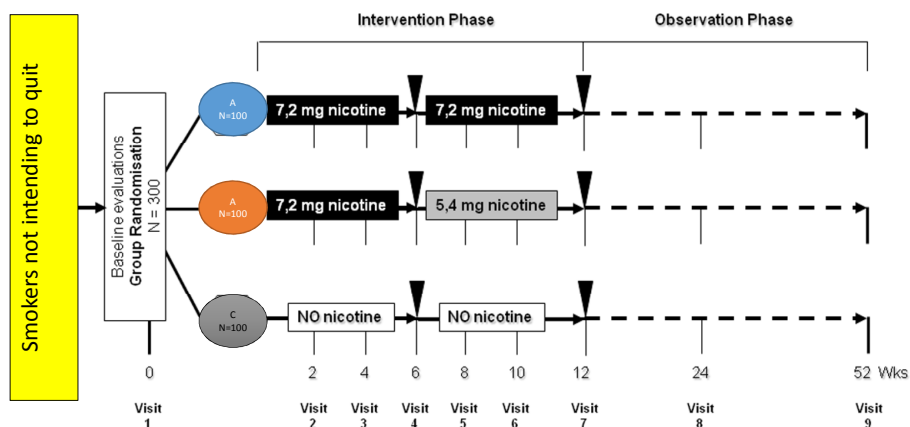 Intervention Phase
Observation Phase
Smokers not intending to quit
Baseline evaluations
Group Randomisation
N = 300
A
N=100
7,2 mg nicotine
7,2 mg nicotine
A
N=100
7,2 mg nicotine
5,4 mg nicotine
C
N=100
NO nicotine
NO nicotine
0 2 4 6 8 10 12 24 52 Wks
Visit Visit Visit Visit Visit Visit Visit Visit Visit
1 2 3 4 5 6 7 8 9